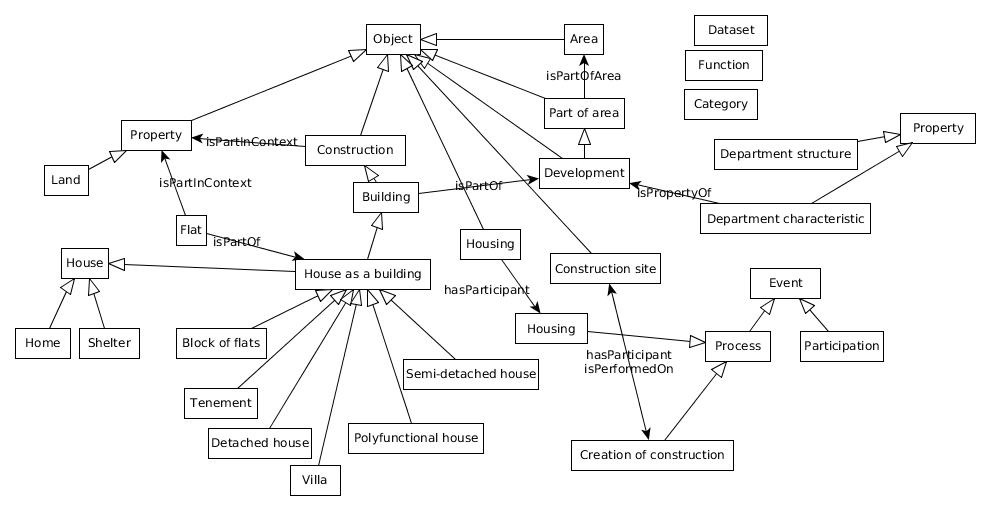 Dataset
Object
Area
Function
isPartOfArea
Category
Part of area
Property
Property
isPartInContext
Construction
Department structure
Land
Development
isPartInContext
isPartOf
isPropertyOf
Building
Department characteristic
Flat
isPartOf
Housing
House
House as a building
Construction site
Event
hasParticipant
Housing
Home
Shelter
Block of flats
Process
Participation
hasParticipant
isPerformedOn
Semi-detached house
Tenement
Detached house
Polyfunctional house
Creation of construction
Villa